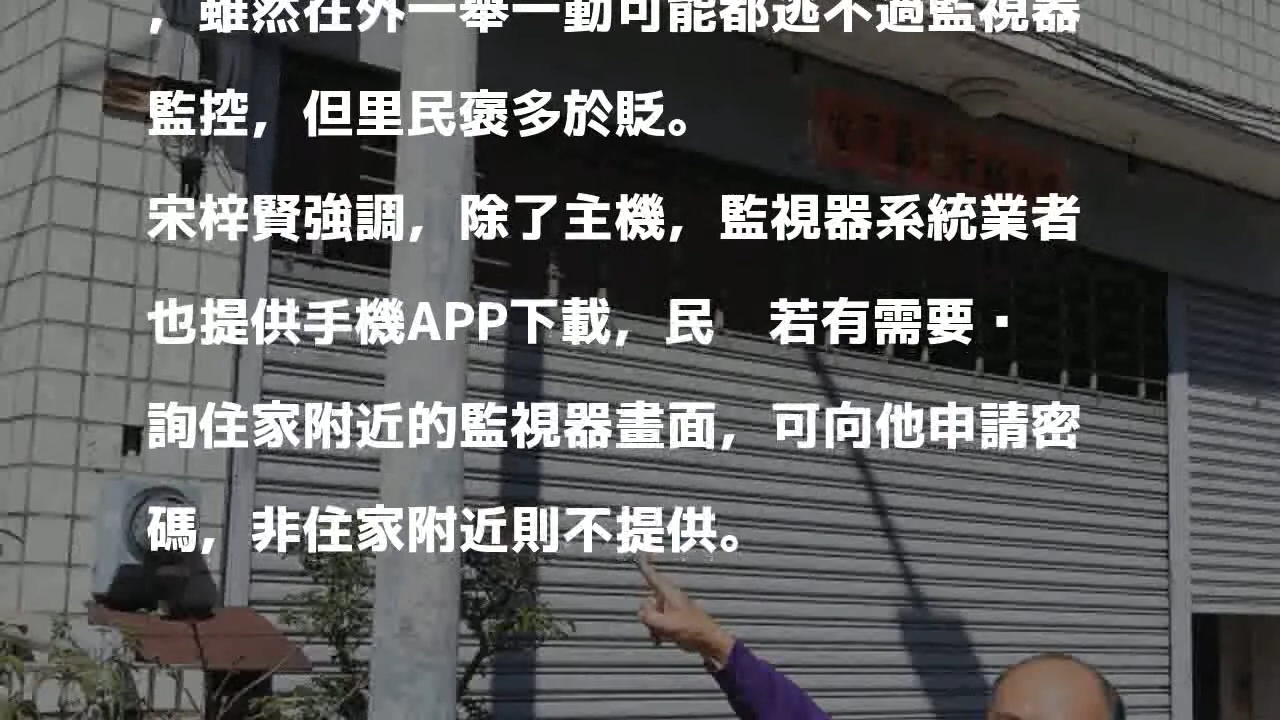 ，雖然在外一舉一動可能都逃不過監視器
監控，但里民褒多於貶。
宋梓賢強調，除了主機，監視器系統業者
也提供手機APP下載，民　若有需要▪
詢住家附近的監視器畫面，可向他申請密
碼，非住家附近則不提供。